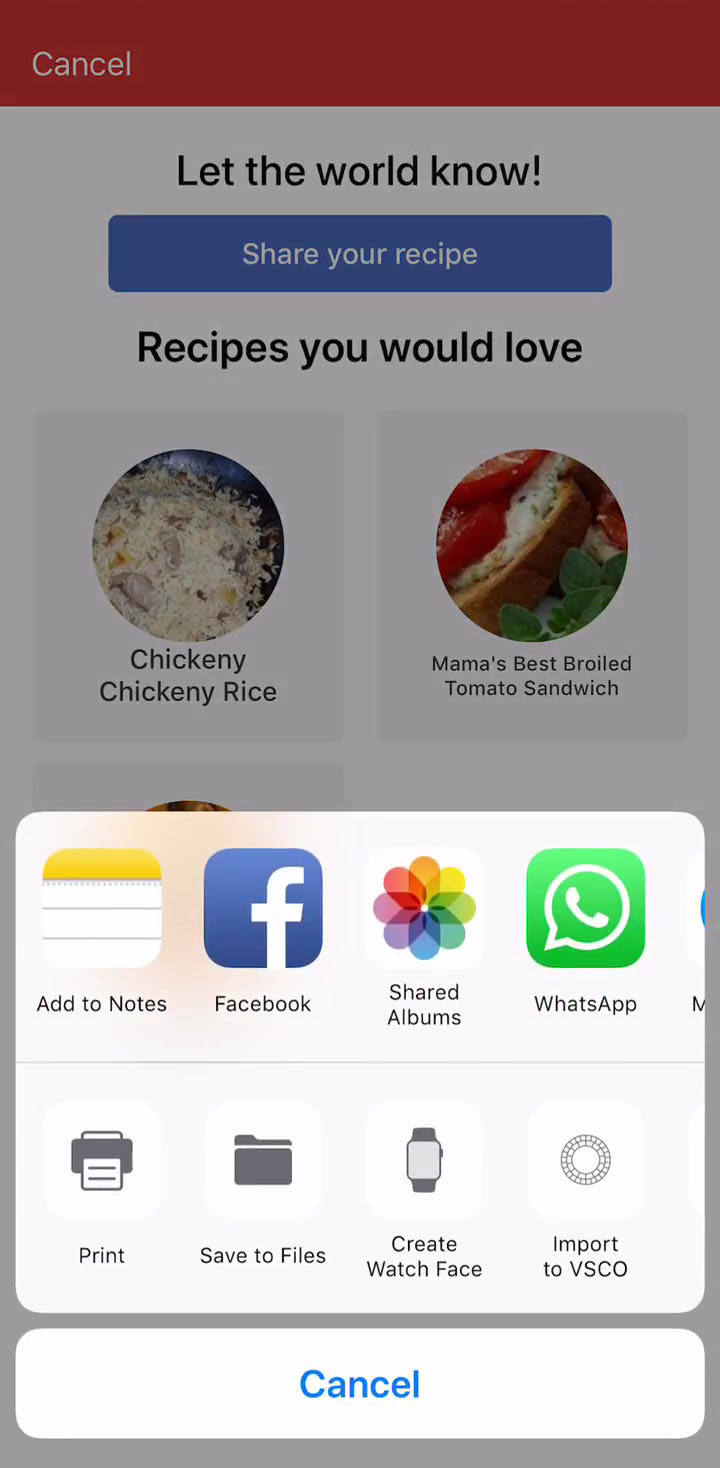 Cancel
Let the world know!
Share your recipe
Recipes you would love
Chickeny
Chickeny Rice
Mama's Best Broiled
Tomato Sandwich
Add to Notes
Facebook
Shared
Albums
WhatsApp
M
Print
Save to Files
Create
Watch Face
Import
to VSCO
Cancel